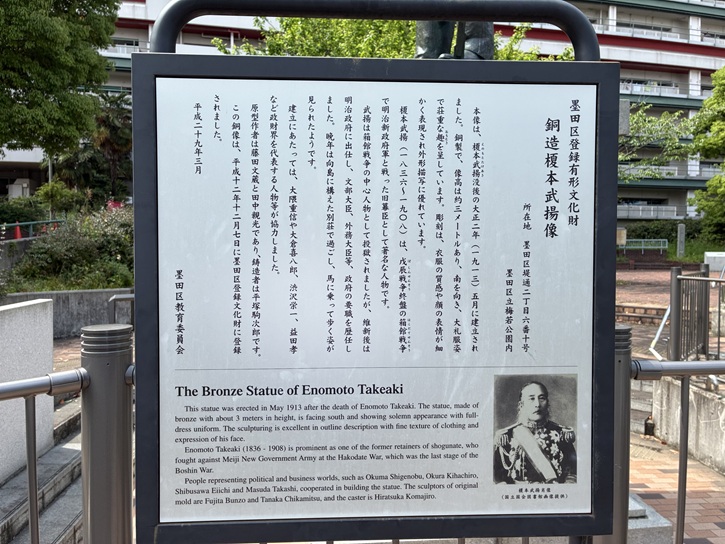 墨田区登録有形文化財
銅造榎本武揚像
所在地　墨田区堤通二丁目六番十号
墨田区立梅若公園内
本像は、榎本武揚没後の大正二年（一九一三）五月に建立され
ました。銅製で、像高は約三メートルあり、南を向き、大礼服姿
で荘重な趣を呈しています。彫刻は、衣服の質感や顔の表情が細
かく表現され外形描写に優れています。
榎本武揚（一八三六～一九〇八）は、戊辰戦争終盤の箱館戦争
で明治新政府軍と戦った旧幕臣として著名な人物です。
武揚は箱館戦争の中心人物として投獄されましたが、維新後は
明治政府に出仕し、文部大臣、外務大臣等、政府の要職を歴任し
ました。晩年は向島に構えた別荘で過ごし、馬に乗って歩く姿が
見られたようです。
建立にあたっては、大隈重信や大倉喜八郎、渋沢栄一、益田孝
など政財界を代表する人物等が協力しました。
原型作者は藤田文蔵と田中親光であり、鋳造者は平塚駒次郎です。
この銅像は、平成十二年十二月七日に墨田区登録文化財に登録
されました。
平成二十九年三月
墨田区教育委員会
The Bronze Statue of Enomoto Takeaki
This statue was erected in May 1913 after the death of Enomoto Takeaki. The statue, made of
bronze with about 3 meters in height, is facing south and showing solemn appearance with full-
dress uniform. The sculpturing is excellent in outline description with fine texture of clothing and
expression of his face.
Enomoto Takeaki (1836 - 1908) is prominent as one of the former retainers of shogunate, who
fought against Meiji New Government Army at the Hakodate War, which was the last stage of the
Boshin War.
People representing political and business worlds, such as Okuma Shigenobu, Okura Kihachiro,
Shibusawa Eiichi and Masuda Takashi, cooperated in building the statue. The sculptors of original
mold are Fujita Bunzo and Tanaka Chikamitsu, and the caster is Hiratsuka Komajiro.
榎本武揚肖像
（国立国会図書館画像提供）